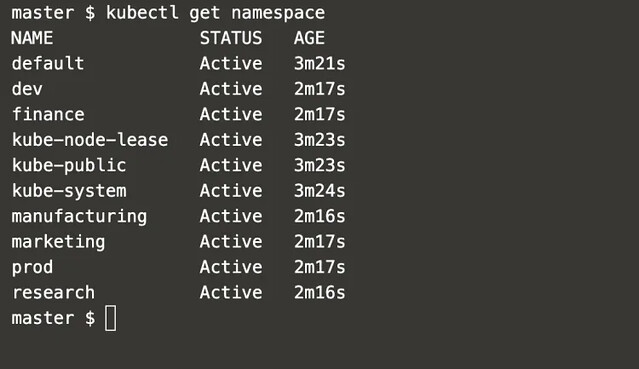 master $ kubectl get namespace
NAME STATUS AGE
default Active 3m21s
dev Active 2m17s
finance Active 2m17s
kube-node-lease Active 3m23s
kube-public Active 3m23s
kube-system Active 3m24s
manufacturing Active 2m16s
marketing Active 2m17s
prod Active 2m17s
research Active 2m16s
master $